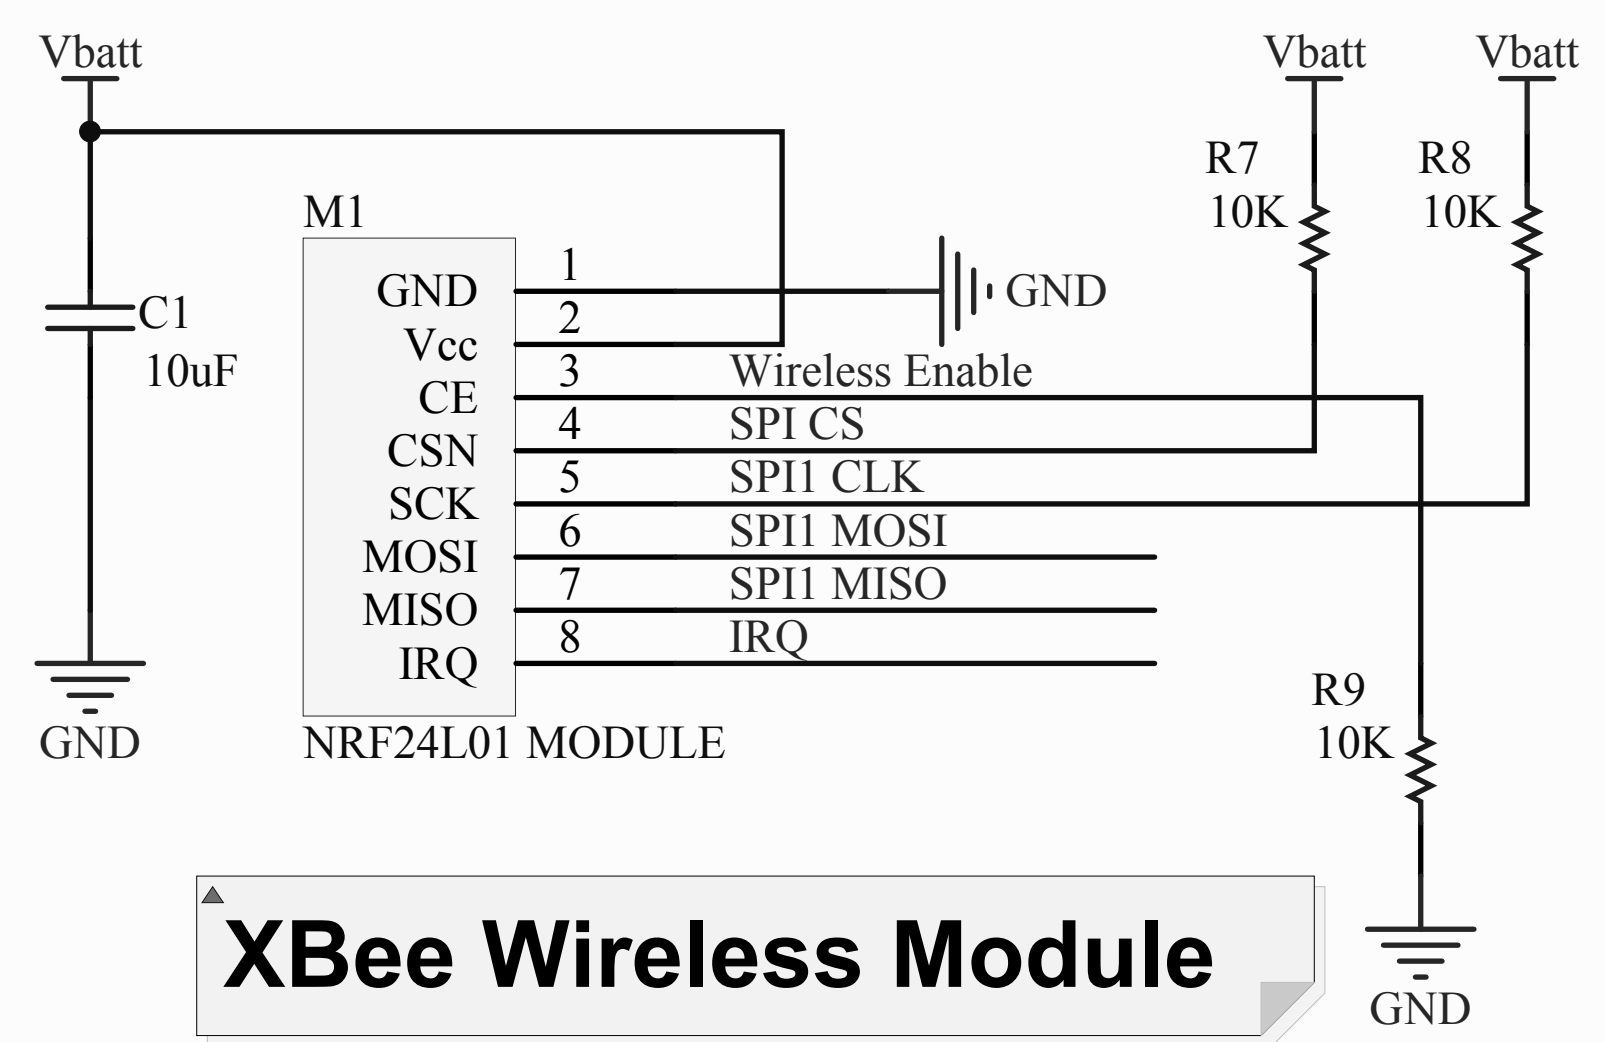 Vbatt
Vbatt
Vbatt
R7
10K
R8
10K
M1
GND
1
GND
Vcc
2
CE
3
Wireless Enable
CSN
4
SPI CS
SCK
5
SPI1 CLK
MOSI
6
SPI1 MOSI
MISO
7
SPI1 MISO
IRQ
8
IRQ
C1
10uF
GND
NRF24L01 MODULE
R9
10K
GND
XBee Wireless Module